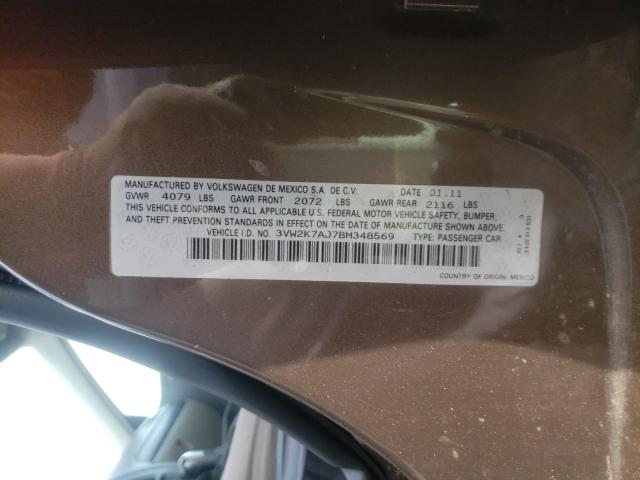 MANUFACTURED BY VOLKSWAGEN DE MEXICO S.A. DE C.V. DATE 01.11
GVWR 4079 LBS GAWR FRONT 2072 LBS GAWR REAR 2116 LBS
THIS VEHICLE CONFORMS TO ALL APPLICABLE U.S. FEDERAL MOTOR VEHICLE SAFETY, BUMPER,
AND THEFT PREVENTION STANDARDS IN EFFECT ON THE DATE OF MANUFACTURE SHOWN ABOVE.
VEHICLE I.D. NO. 3VW2K7AJ7BM348569 TYPE: PASSENGER CAR
COUNTRY OF ORIGIN: MEXICO